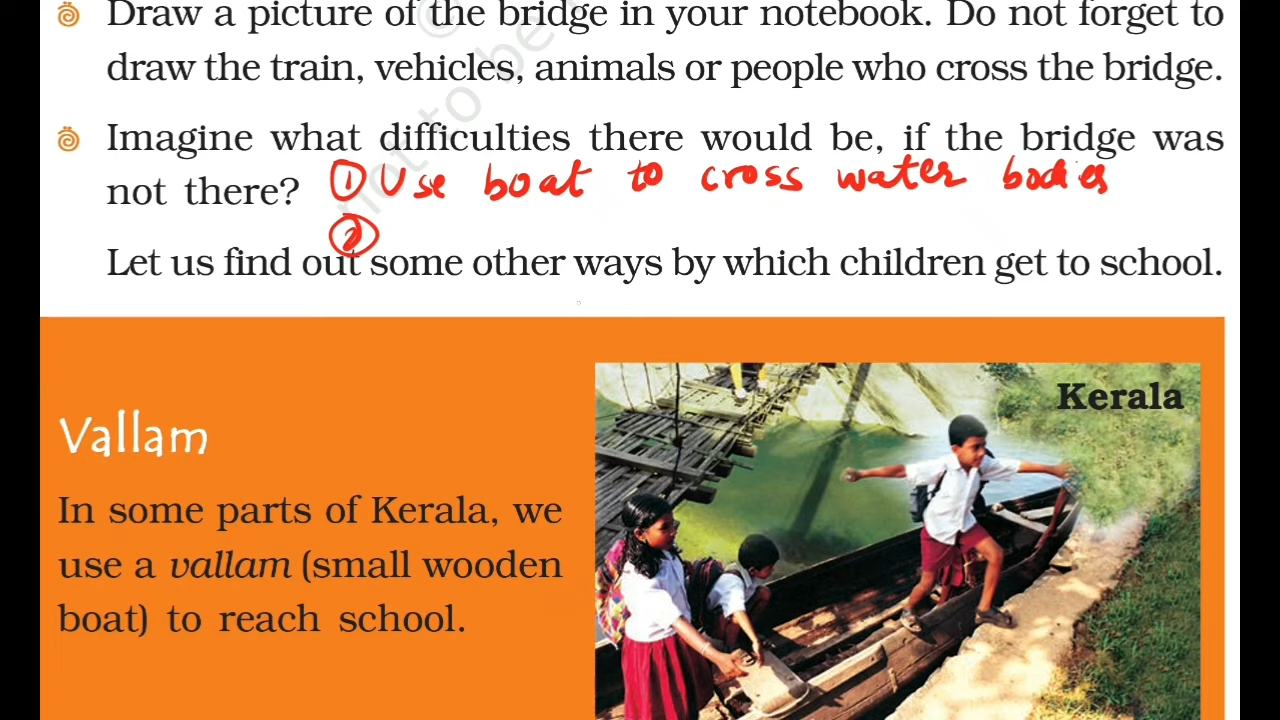 Draw a picture of the bridge in your notebook. Do not forget to
draw the train, vehicles, animals or people who cross the bridge.
Imagine what difficulties there would be, if the bridge was
not there? ① Use boat to cross water bodies
②
Let us find out some other ways by which children get to school.
Vallam
In some parts of Kerala, we
use a vallam (small wooden
boat) to reach school.
Kerala
©
not to be